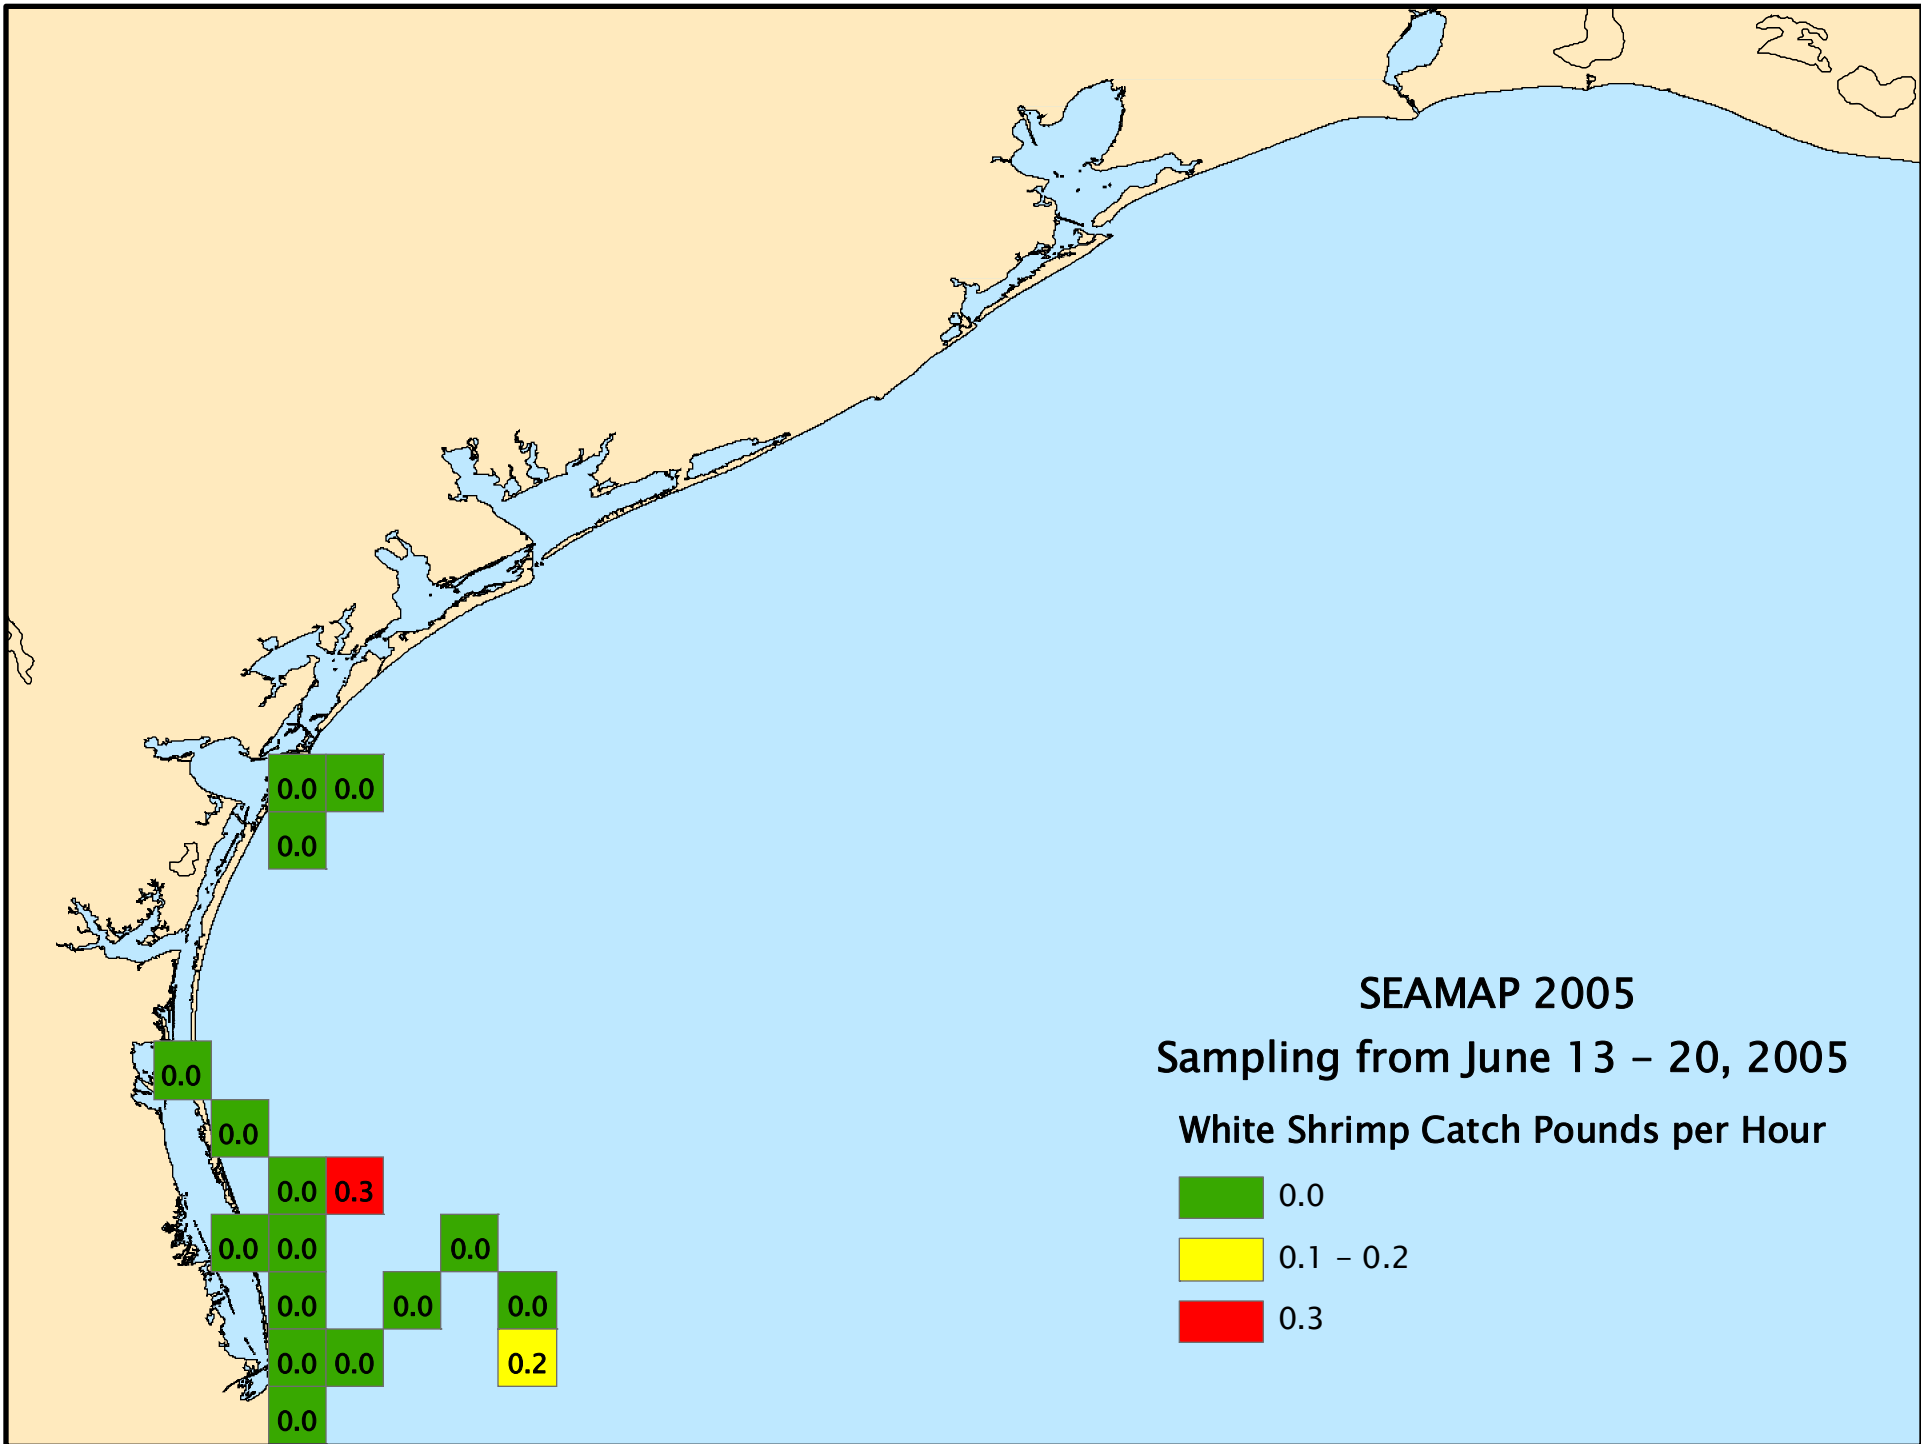 0.0 0.0
0.0
0.0
0.0
0.0 0.3
0.0 0.0 0.0
0.0 0.0 0.0
0.0 0.0 0.2
0.0
SEAMAP 2005
Sampling from June 13 – 20, 2005
White Shrimp Catch Pounds per Hour
0.0
0.1 – 0.2
0.3